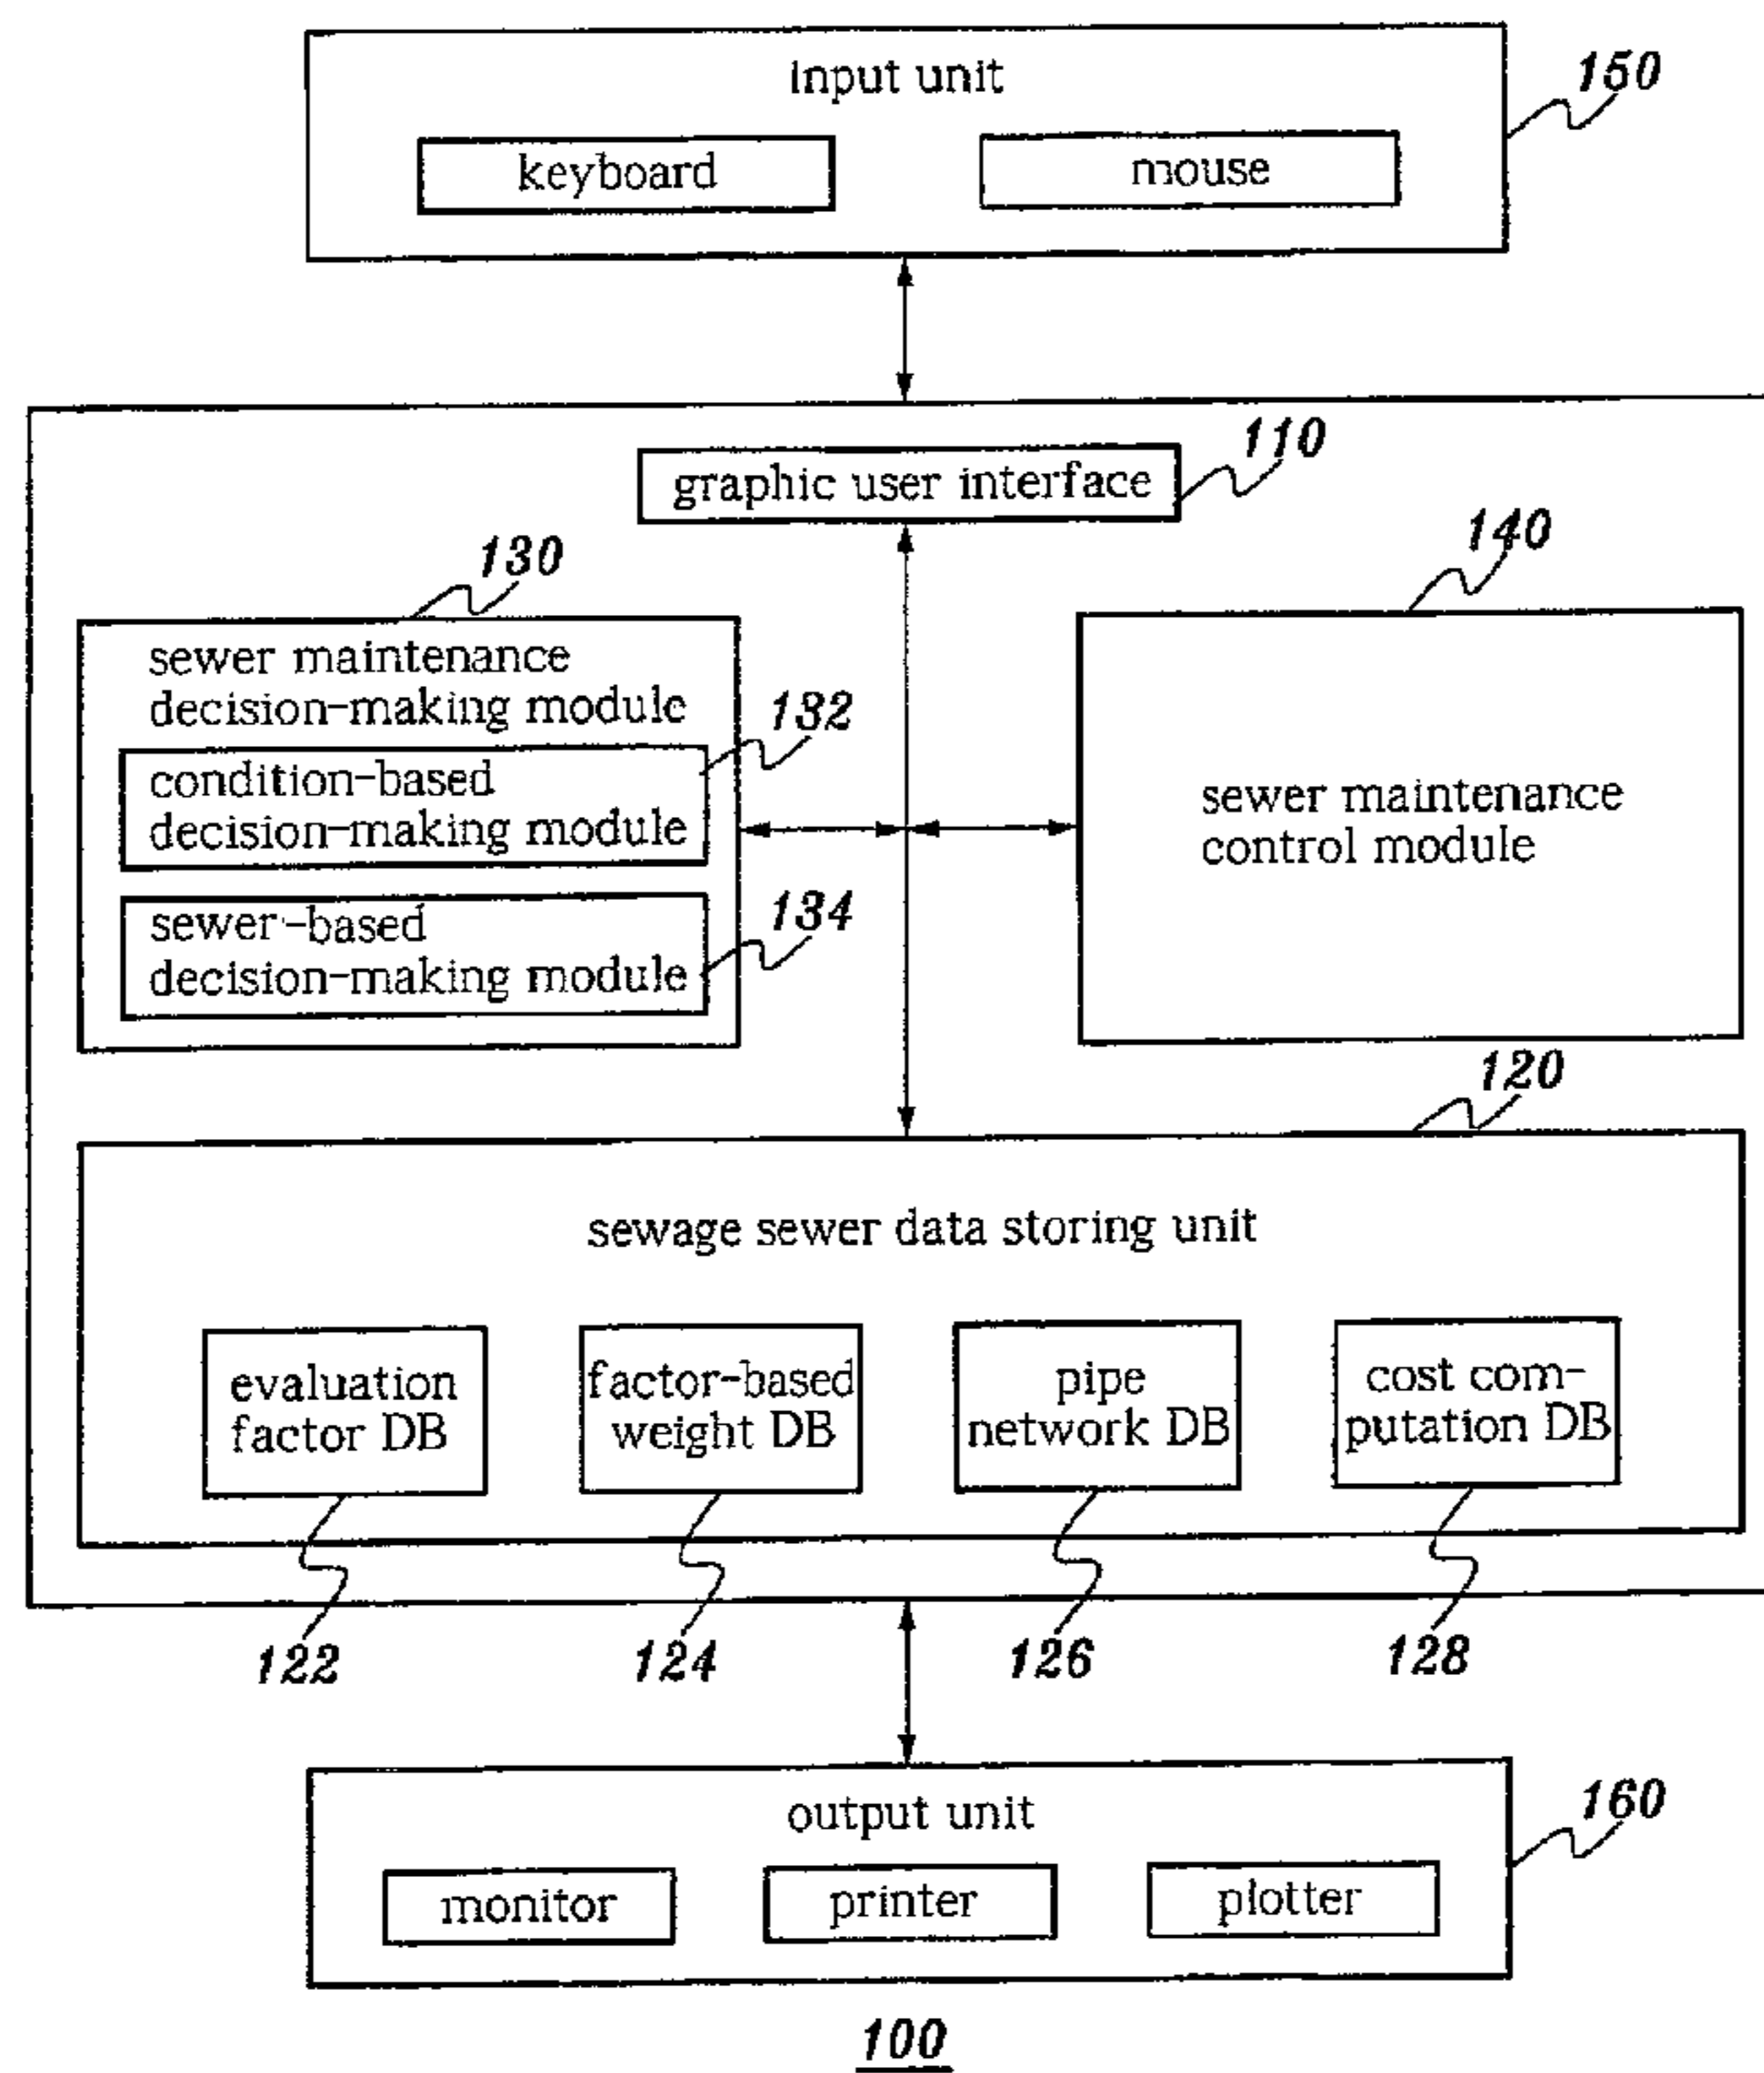 input unit
150
keyboard
mouse
110
graphic user interface
130
140
sewer maintenance
decision-making module
132
condition-based
decision-making module
sewer maintenance
control module
134
sewer-based
decision-making module
120
sewage sewer data storing unit
evaluation
factor DB
factor-based
weight DB
pipe
network DB
cost com-
putation DB
122
124
126
128
output unit
160
monitor
printer
plotter
100